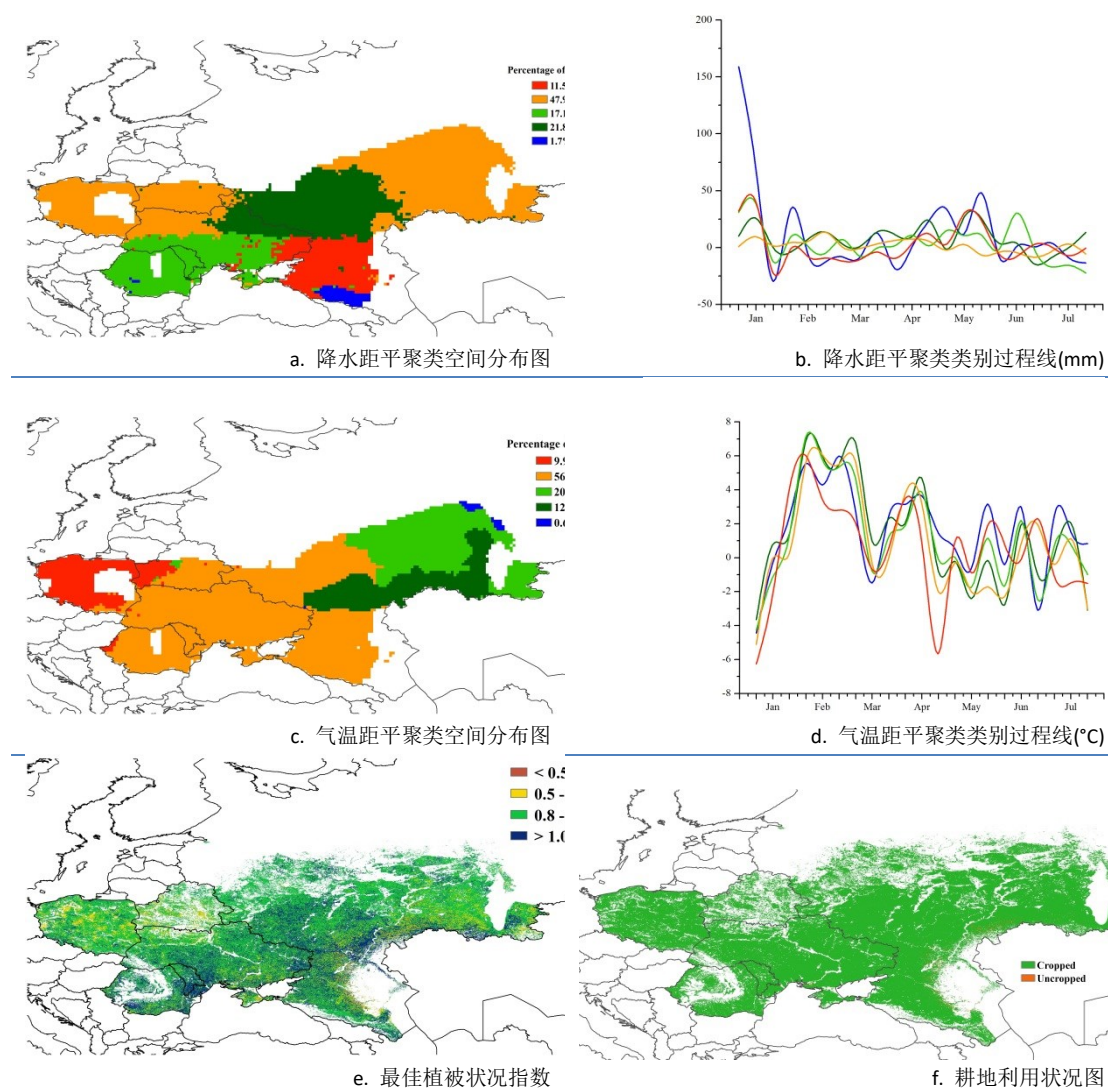 Percentage of
11.5
47.9
17.1
21.8
1.7%
200
150
100
50
0
-50
Jan Feb Mar Apr May Jun Jul
a. 降水距平聚类空间分布图
b. 降水距平聚类类别过程线(mm)
Percentage
9.9
56
20
12
0.6
8
6
4
2
0
-2
-4
-6
-8
Jan Feb Mar Apr May Jun Jul
c. 气温距平聚类空间分布图
d. 气温距平聚类类别过程线(°C)
< 0.5
0.5 -
0.8 -
> 1.0
Cropped
Uncropped
e. 最佳植被状况指数
f. 耕地利用状况图